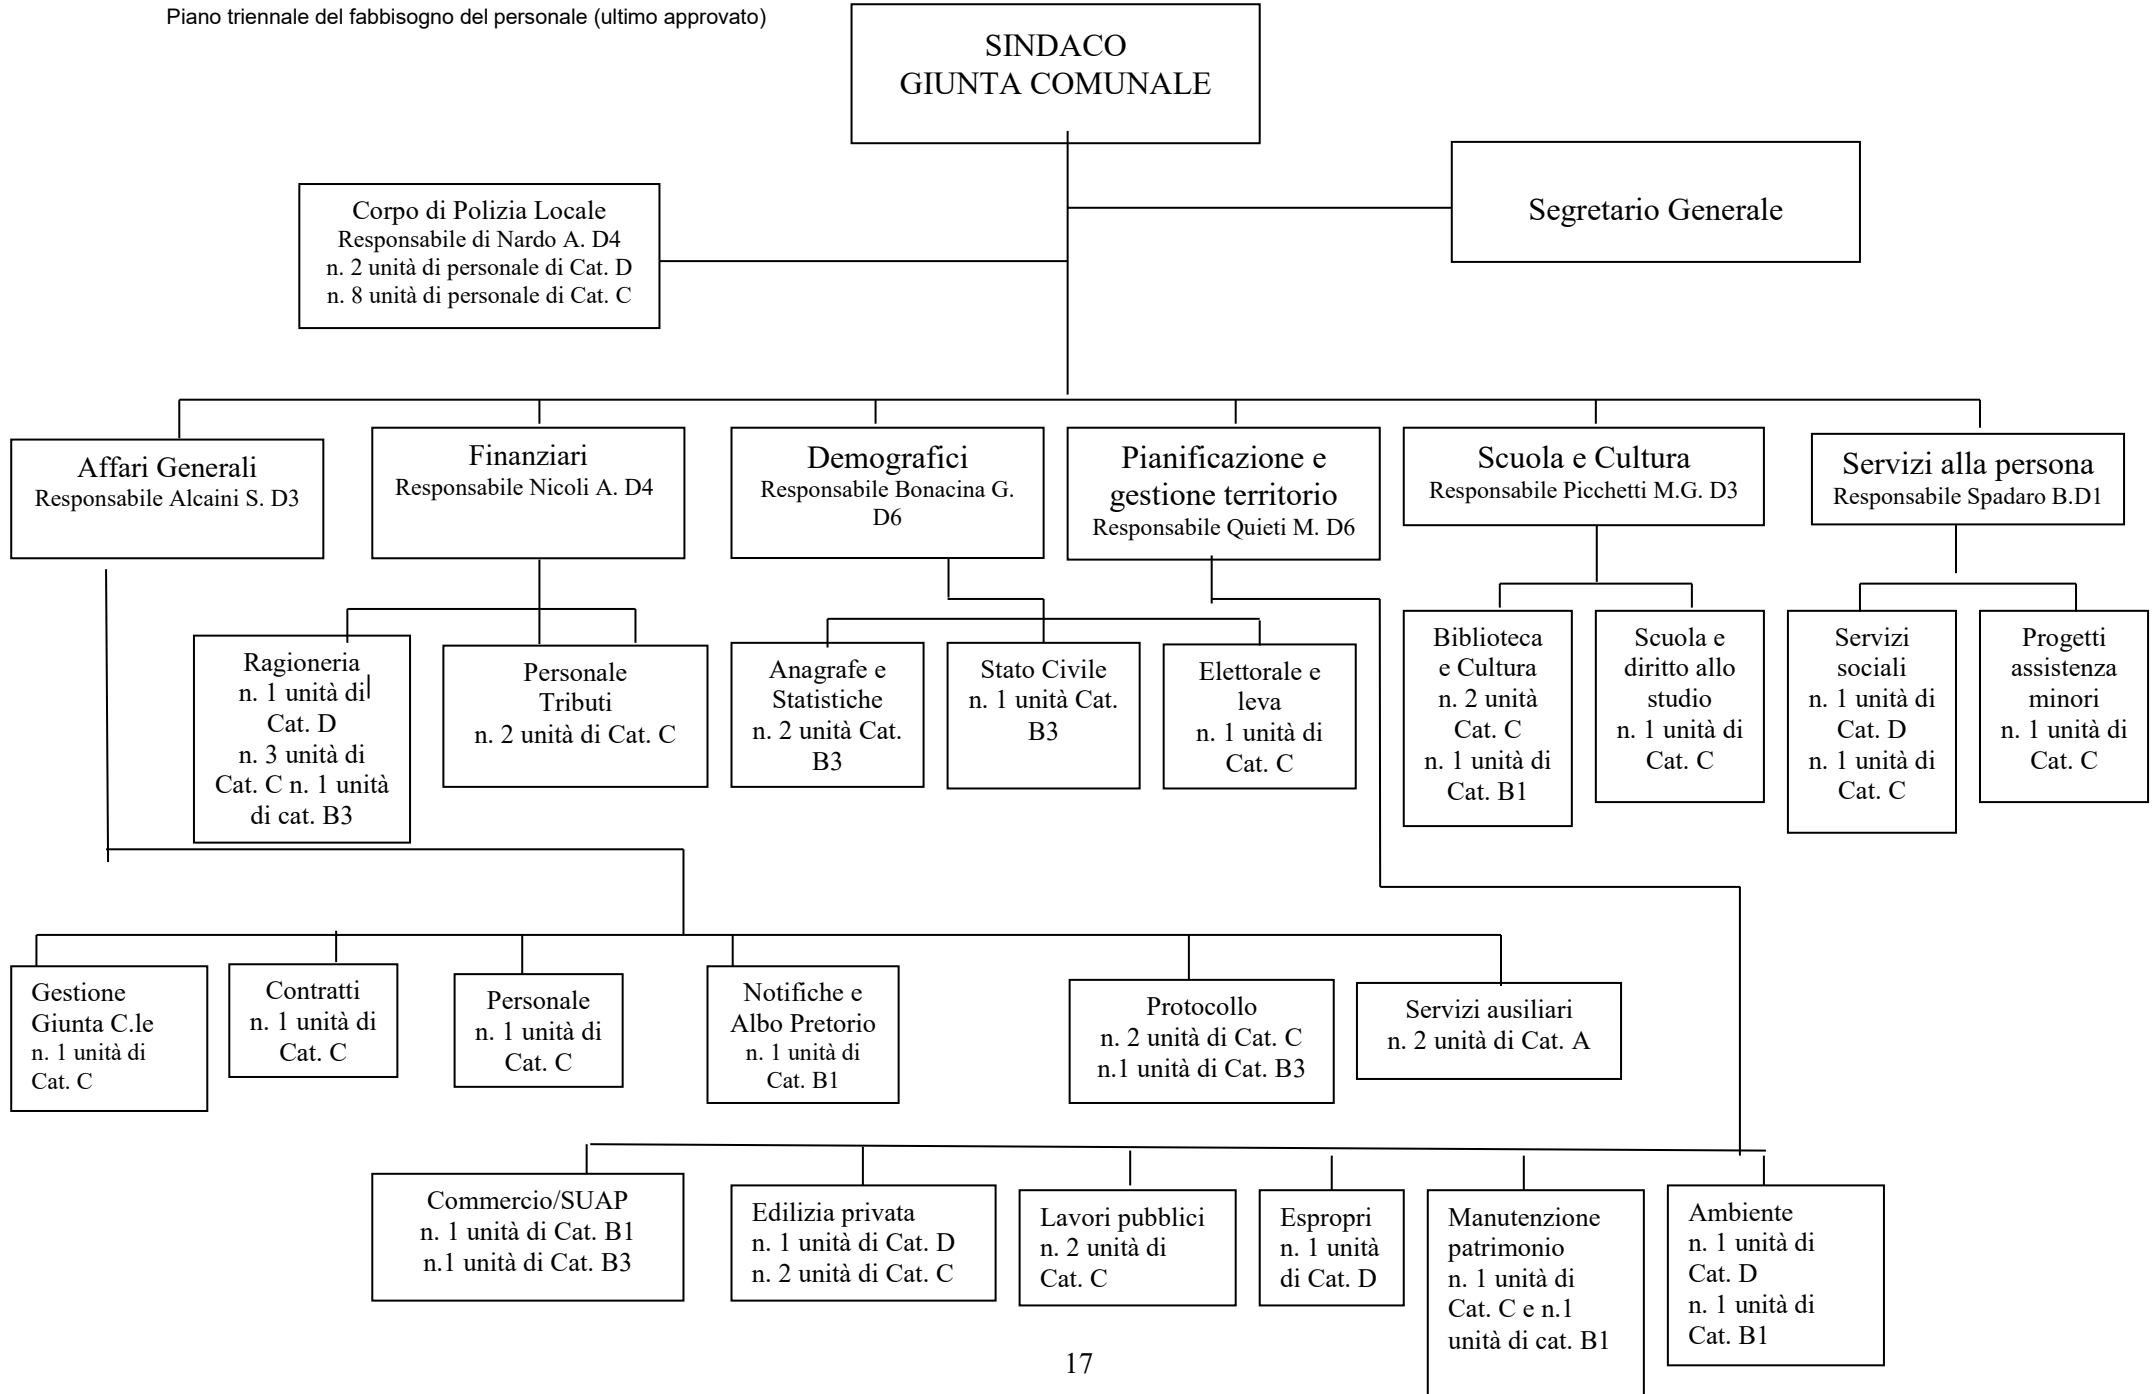 Piano triennale del fabbisogno del personale (ultimo approvato)
SINDACO
GIUNTA COMUNALE
Segretario Generale
Corpo di Polizia Locale
Responsabile di Nardo A. D4
n. 2 unità di personale di Cat. D
n. 8 unità di personale di Cat. C
Affari Generali
Responsabile Alcaini S. D3
Finanziari
Responsabile Nicoli A. D4
Demografici
Responsabile Bonacina G.
D6
Pianificazione e
gestione territorio
Responsabile Quieti M. D6
Scuola e Cultura
Responsabile Picchetti M.G. D3
Servizi alla persona
Responsabile Spadaro B.D1
Ragioneria
n. 1 unità di
Cat. D
n. 3 unità di
Cat. C n. 1 unità
di cat. B3
Personale
Tributi
n. 2 unità di Cat. C
Anagrafe e
Statistiche
n. 2 unità Cat.
B3
Stato Civile
n. 1 unità Cat.
B3
Elettorale e
leva
n. 1 unità di
Cat. C
Biblioteca
e Cultura
n. 2 unità
Cat. C
n. 1 unità di
Cat. B1
Scuola e
diritto allo
studio
n. 1 unità di
Cat. C
Servizi
sociali
n. 1 unità di
Cat. D
n. 1 unità di
Cat. C
Progetti
assistenza
minori
n. 1 unità di
Cat. C
Gestione
Giunta C.le
n. 1 unità di
Cat. C
Contratti
n. 1 unità di
Cat. C
Personale
n. 1 unità di
Cat. C
Notifiche e
Albo Pretorio
n. 1 unità di
Cat. B1
Protocollo
n. 2 unità di Cat. C
n.1 unità di Cat. B3
Servizi ausiliari
n. 2 unità di Cat. A
Commercio/SUAP
n. 1 unità di Cat. B1
n.1 unità di Cat. B3
Edilizia privata
n. 1 unità di Cat. D
n. 2 unità di Cat. C
Lavori pubblici
n. 2 unità di
Cat. C
Espropri
n. 1 unità
di Cat. D
Manutenzione
patrimonio
n. 1 unità di
Cat. C e n.1
unità di cat. B1
Ambiente
n. 1 unità di
Cat. D
n. 1 unità di
Cat. B1
17